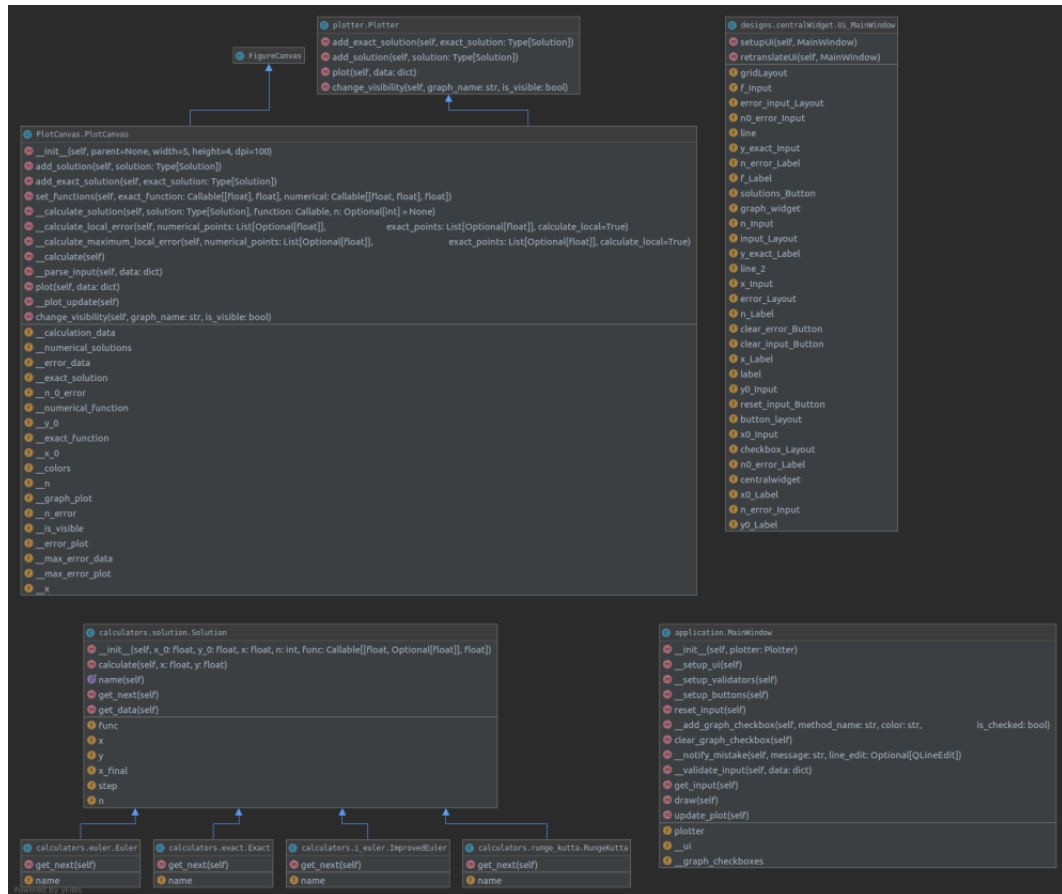 plotter.Plotter
add_exact_solution(self, exact_solution: Type[Solution])
add_solution(self, solution: Type[Solution])
plot(self, data: dict)
change_visibility(self, graph_name: str, is_visible: bool)
FigureCanvas
designs.centralWidget.Ui_MainWindow
setupUi(self, MainWindow)
retranslateUi(self, MainWindow)
gridLayout
f_Input
error_input_Layout
n0_error_Input
line
y_exact_Input
n_error_Label
f_Label
solutions_Button
graph_widget
n_Input
input_Layout
y_exact_Label
line_2
x_Input
error_Layout
n_Label
clear_error_Button
clear_input_Button
x_Label
label
y0_Input
reset_input_Button
button_layout
x0_Input
checkbox_Layout
n0_error_Label
centralwidget
x0_Label
n_error_Input
y0_Label
PlotCanvas.PlotCanvas
__init__(self, parent=None, width=5, height=4, dpi=100)
add_solution(self, solution: Type[Solution])
add_exact_solution(self, exact_solution: Type[Solution])
set_functions(self, exact_function: Callable[[float], float], numerical: Callable[[float, float], float])
__calculate_solution(self, solution: Type[Solution], function: Callable, n: Optional[int] = None)
__calculate_local_error(self, numerical_points: List[Optional[float]], exact_points: List[Optional[float]], calculate_local=True)
__calculate_maximum_local_error(self, numerical_points: List[Optional[float]], exact_points: List[Optional[float]], calculate_local=True)
__calculate(self)
__parse_input(self, data: dict)
plot(self, data: dict)
__plot_update(self)
change_visibility(self, graph_name: str, is_visible: bool)
__calculation_data
__numerical_solutions
__error_data
__exact_solution
__n_0_error
__numerical_function
__y_0
__exact_function
__x_0
__colors
__n
__graph_plot
__n_error
__is_visible
__error_plot
__max_error_data
__max_error_plot
__x
calculators.solution.Solution
__init__(self, x_0: float, y_0: float, x: float, n: int, func: Callable[[float, Optional[float]], float])
calculate(self, x: float, y: float)
name(self)
get_next(self)
get_data(self)
func
x
y
x_final
step
n
application.MainWindow
__init__(self, plotter: Plotter)
__setup_ui(self)
__setup_validators(self)
__setup_buttons(self)
reset_input(self)
__add_graph_checkbox(self, method_name: str, color: str, is_checked: bool)
clear_graph_checkbox(self)
__notify_mistake(self, message: str, line_edit: Optional[QLineEdit])
__validate_input(self, data: dict)
get_input(self)
draw(self)
update_plot(self)
plotter
__ui
__graph_checkboxes
calculators.euler.Euler
get_next(self)
name
calculators.exact.Exact
get_next(self)
name
calculators.i_euler.ImprovedEuler
get_next(self)
name
calculators.runge_kutta.RungeKutta
get_next(self)
name
Powered by yFiles